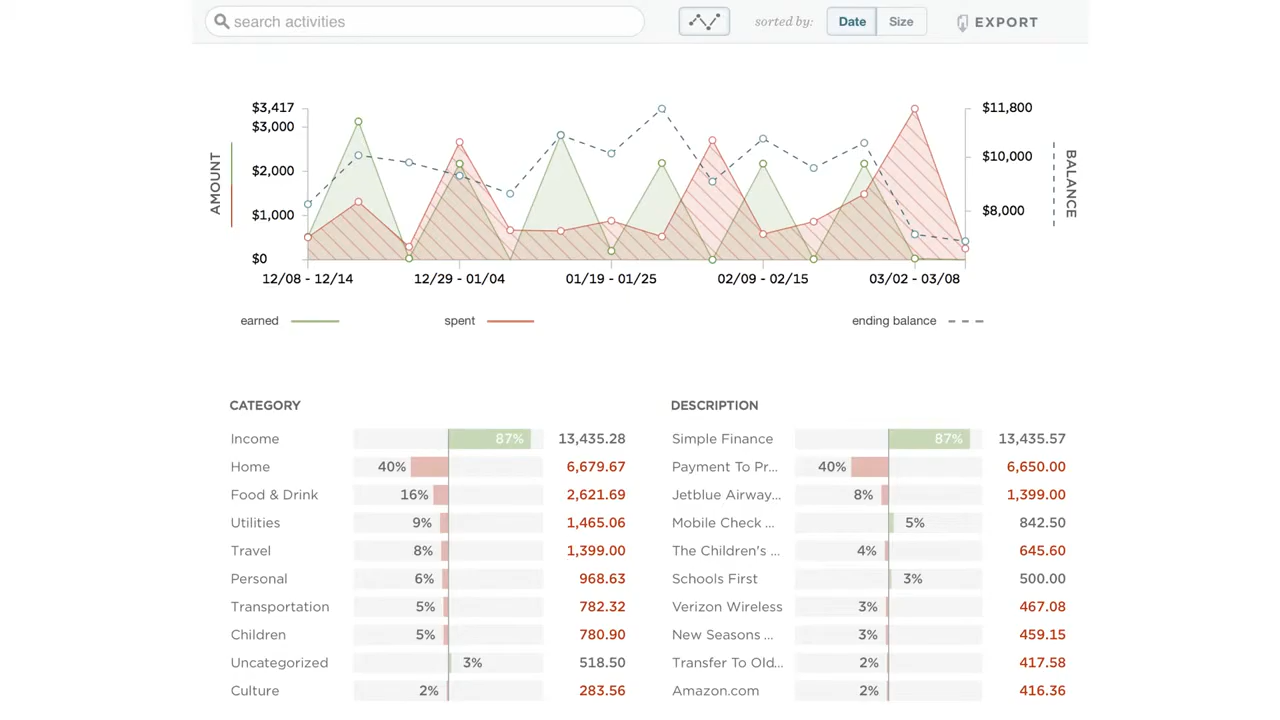 search activities
sorted by: Date Size EXPORT
AMOUNT
$3,417
$3,000
$2,000
$1,000
$0
$11,800
$10,000
$8,000
BALANCE
12/08 - 12/14 12/29 - 01/04 01/19 - 01/25 02/09 - 02/15 03/02 - 03/08
earned spent ending balance
CATEGORY
Income 87% 13,435.28
Home 40% 6,679.67
Food & Drink 16% 2,621.69
Utilities 9% 1,465.06
Travel 8% 1,399.00
Personal 6% 968.63
Transportation 5% 782.32
Children 5% 780.90
Uncategorized 3% 518.50
Culture 2% 283.56
DESCRIPTION
Simple Finance 87% 13,435.57
Payment To Pr... 40% 6,650.00
Jetblue Airway... 8% 1,399.00
Mobile Check ... 5% 842.50
The Children's ... 4% 645.60
Schools First 3% 500.00
Verizon Wireless 3% 467.08
New Seasons ... 3% 459.15
Transfer To Old... 2% 417.58
Amazon.com 2% 416.36